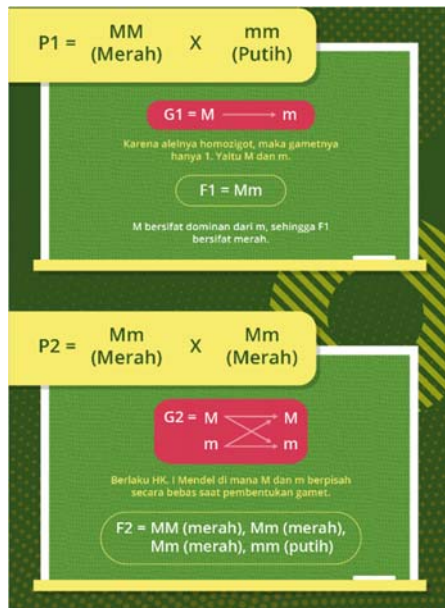 P1 = MM (Merah) X mm (Putih)
G1 = M → m
Karena alelnya homozigot, maka gametnya
hanya 1. Yaitu M dan m.
F1 = Mm
M bersifat dominan dari m, sehingga F1
bersifat merah.
P2 = Mm (Merah) X Mm (Merah)
G2 = M M
m m
Berlaku HK. I Mendel di mana M dan m berpisah
secara bebas saat pembentukan gamet.
F2 = MM (merah), Mm (merah),
Mm (merah), mm (putih)